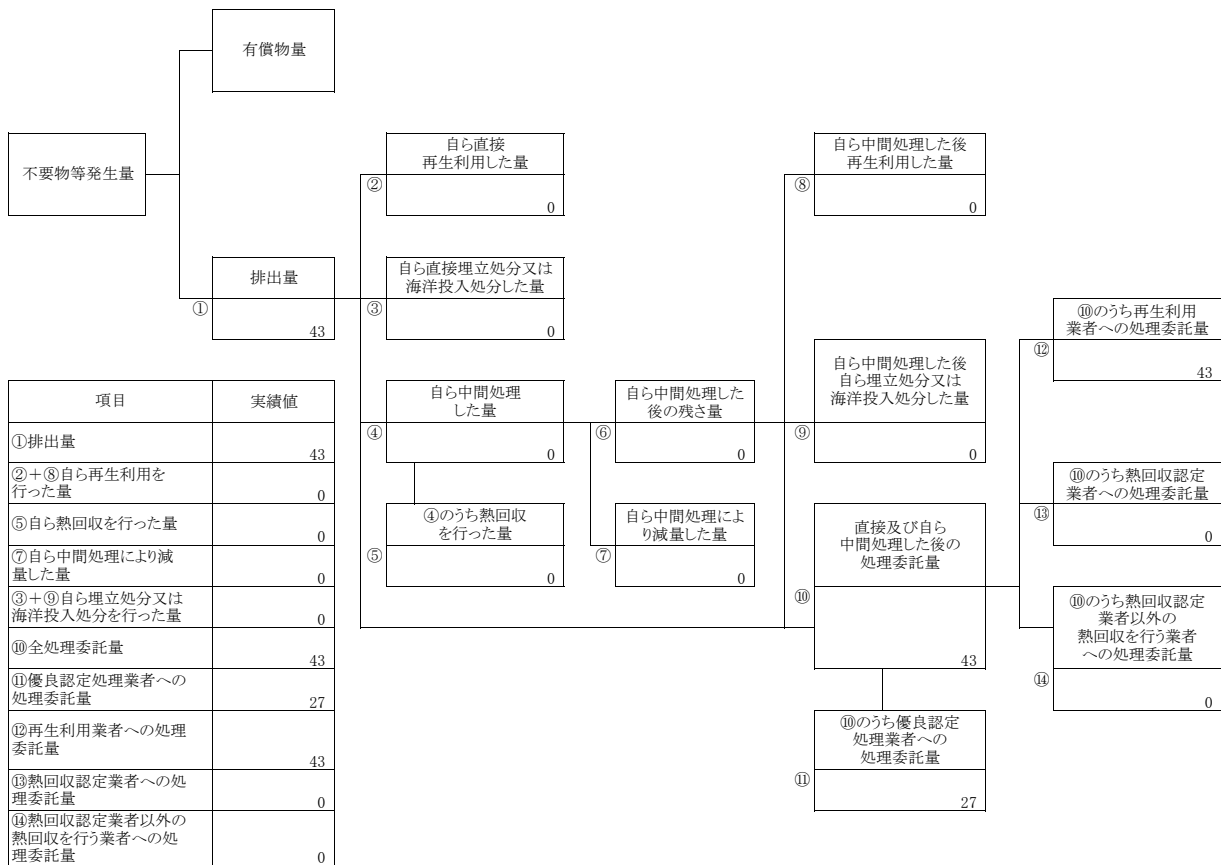 有償物量
不要物等発生量
排出量
①
43
自ら直接
再生利用した量
②
0
自ら直接埋立処分又は
海洋投入処分した量
③
0
自ら中間処理
した量
④
0
④のうち熱回収
を行った量
⑤
0
自ら中間処理した
後の残さ量
⑥
0
自ら中間処理によ
り減量した量
⑦
0
自ら中間処理した後
再生利用した量
⑧
0
自ら中間処理した後
自ら埋立処分又は
海洋投入処分した量
⑨
0
直接及び自ら
中間処理した後の
処理委託量
⑩
43
⑩のうち優良認定
処理業者への
処理委託量
⑪
27
⑩のうち再生利用
業者への処理委託量
⑫
43
⑩のうち熱回収認定
業者への処理委託量
⑬
0
⑩のうち熱回収認定
業者以外の
熱回収を行う業者
への処理委託量
⑭
0
項目 実績値
①排出量 43
②+⑧自ら再生利用を
行った量 0
⑤自ら熱回収を行った量 0
⑦自ら中間処理により減
量した量 0
③+⑨自ら埋立処分又は
海洋投入処分を行った量 0
⑩全処理委託量 43
⑪優良認定処理業者への
処理委託量 27
⑫再生利用業者への処理
委託量 43
⑬熱回収認定業者への処
理委託量 0
⑭熱回収認定業者以外の
熱回収を行う業者への処
理委託量 0